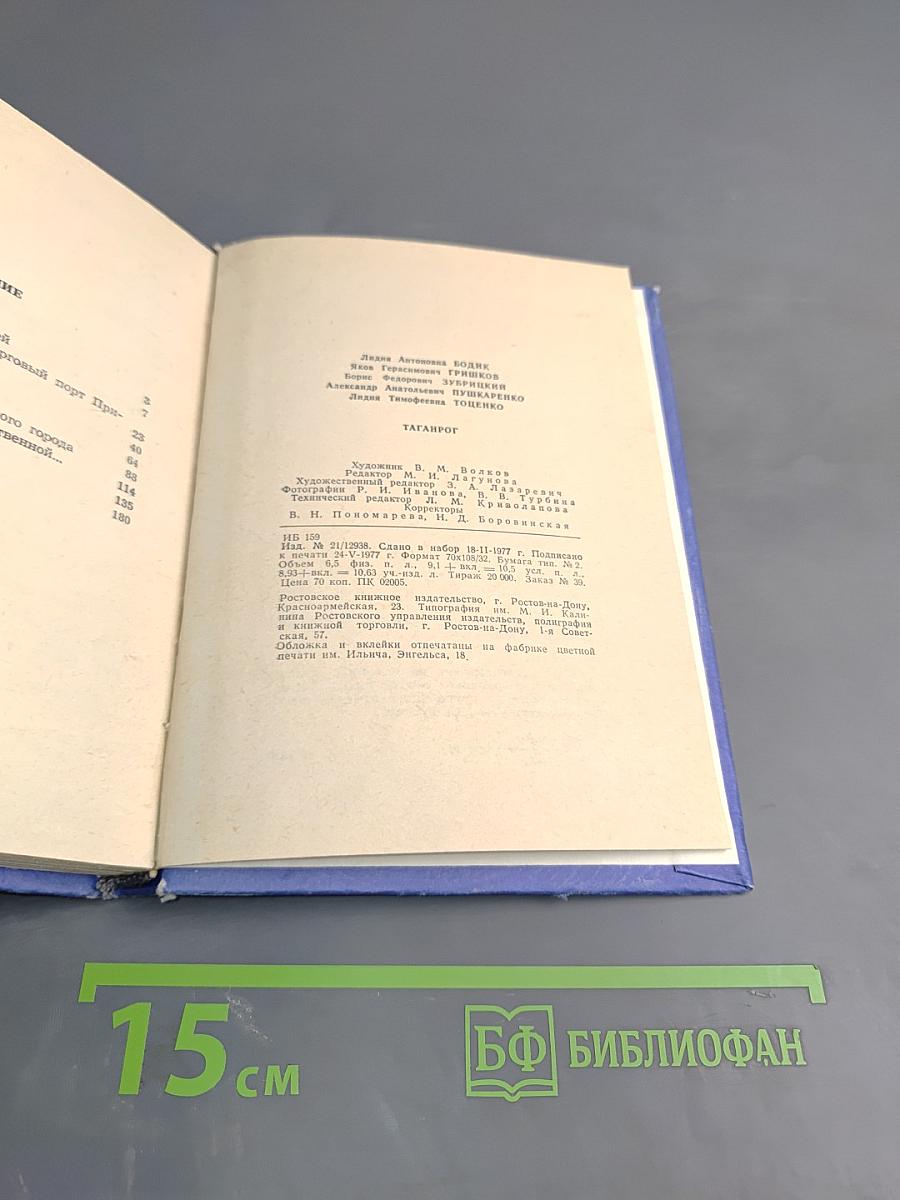 НИЕ
ей
рговый порт При-
3
7
23
ого города
40
твенной...
64
88
114
135
180
Лидия Антоновна БОДИК
Яков Герасимович ГРИШКОВ
Борис Федорович ЗУБРИЦКИЙ
Александр Анатольевич ПУШКАРЕНКО
Лидия Тимофеевна ТОЦЕНКО
ТАГАНРОГ
Художник В. М. Волков
Редактор М. И. Лагунова
Художественный редактор З. А. Лазаревич
Фотографии Р. И. Иванова, В. В. Турбина
Технический редактор Л. М. Криволапова
Корректоры
В. Н. Пономарева, Н. Д. Боровинская
ИБ 159
Изд. № 21/12938. Сдано в набор 18-II-1977 г. Подписано
к печати 24-V-1977 г. Формат 70x108/32. Бумага тип. № 2.
Объем 6,5 физ. п. л., 9,1 + вкл. = 10,5 усл. п. л.,
8,93+вкл. = 10,63 уч.-изд. л. Тираж 20 000. Заказ № 39.
Цена 70 коп. ПК 02005.
Ростовское книжное издательство, г. Ростов-на-Дону,
Красноармейская, 23. Типография им. М. И. Кали-
нина Ростовского управления издательств, полиграфия
и книжной торговли, г. Ростов-на-Дону, 1-я Совет-
ская, 57.
Обложка и вклейки отпечатаны на фабрике цветной
печати им. Ильича, Энгельса, 18.
15 см
БФ БИБЛИОФАН